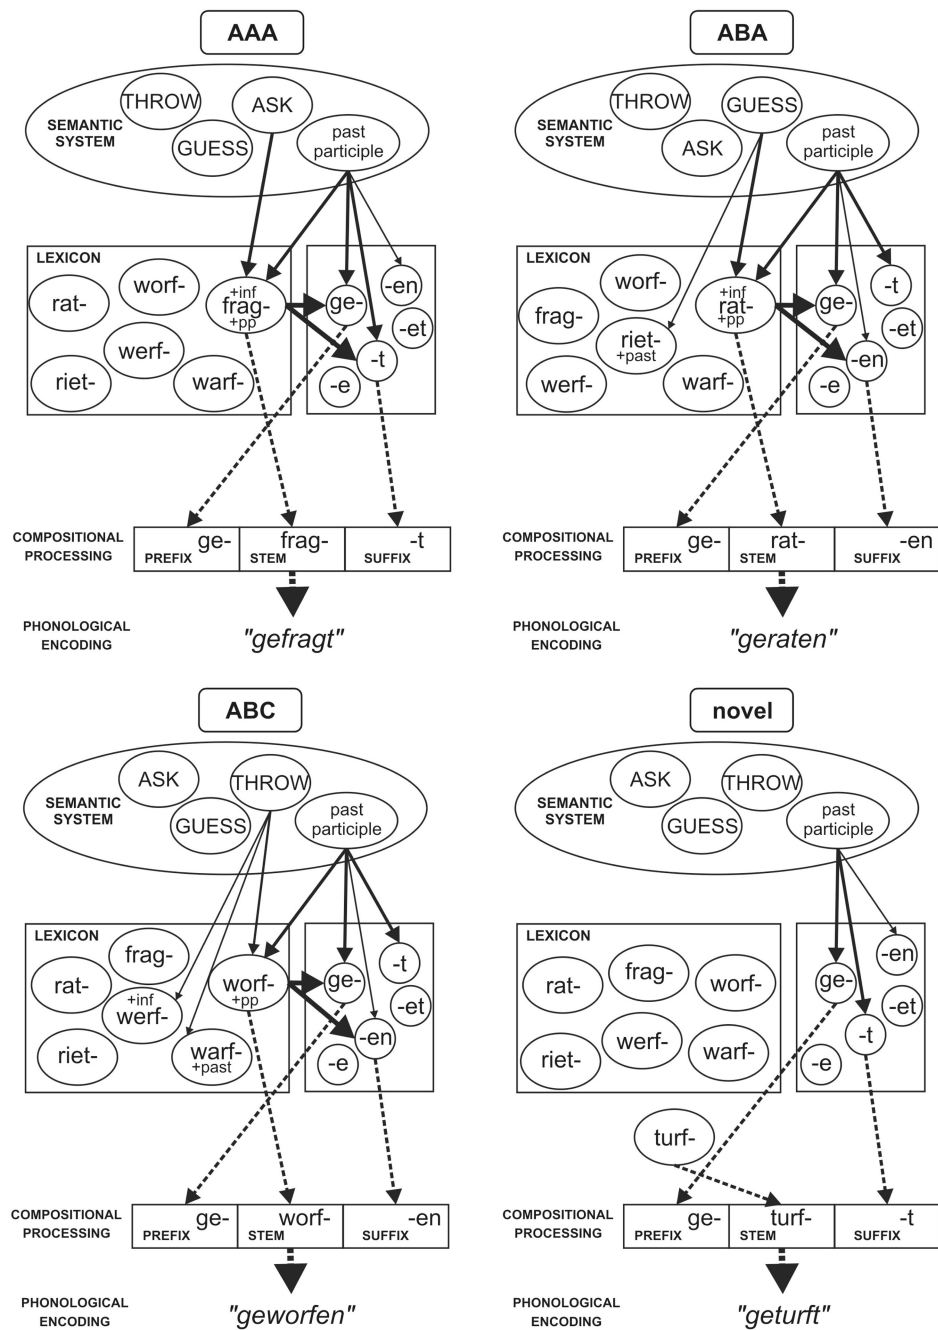 AAA
THROW
ASK
SEMANTIC
SYSTEM
GUESS
past
participle
LEXICON
rat-
worf-
+inf
frag-
+pp
ge-
-en
-et
werf-
-t
riet-
warf-
-e
COMPOSITIONAL
PROCESSING
ge-
PREFIX
frag-
STEM
-t
SUFFIX
PHONOLOGICAL
ENCODING
"gefragt"
ABA
THROW
GUESS
SEMANTIC
SYSTEM
ASK
past
participle
LEXICON
worf-
frag-
+inf
rat-
+pp
ge-
-t
-et
riet-
+past
-en
werf-
warf-
-e
COMPOSITIONAL
PROCESSING
ge-
PREFIX
rat-
STEM
-en
SUFFIX
PHONOLOGICAL
ENCODING
"geraten"
ABC
ASK
THROW
SEMANTIC
SYSTEM
GUESS
past
participle
LEXICON
frag-
rat-
+inf
werf-
worf-
+pp
ge-
-t
-et
riet-
warf-
+past
-en
-e
COMPOSITIONAL
PROCESSING
ge-
PREFIX
worf-
STEM
-en
SUFFIX
PHONOLOGICAL
ENCODING
"geworfen"
novel
ASK
THROW
SEMANTIC
SYSTEM
GUESS
past
participle
LEXICON
rat-
frag-
worf-
ge-
-en
-et
riet-
werf-
warf-
-t
-e
turf-
COMPOSITIONAL
PROCESSING
ge-
PREFIX
turf-
STEM
-t
SUFFIX
PHONOLOGICAL
ENCODING
"geturft"